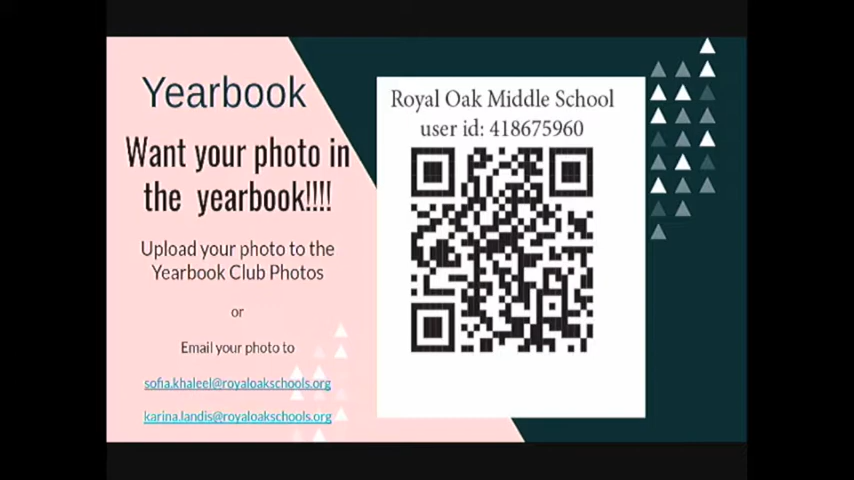 Yearbook
Want your photo in
the yearbook!!!!
Upload your photo to the
Yearbook Club Photos
or
Email your photo to
sofia.khaleel@royaloakschools.org
karina.landis@royaloakschools.org
Royal Oak Middle School
user id: 418675960